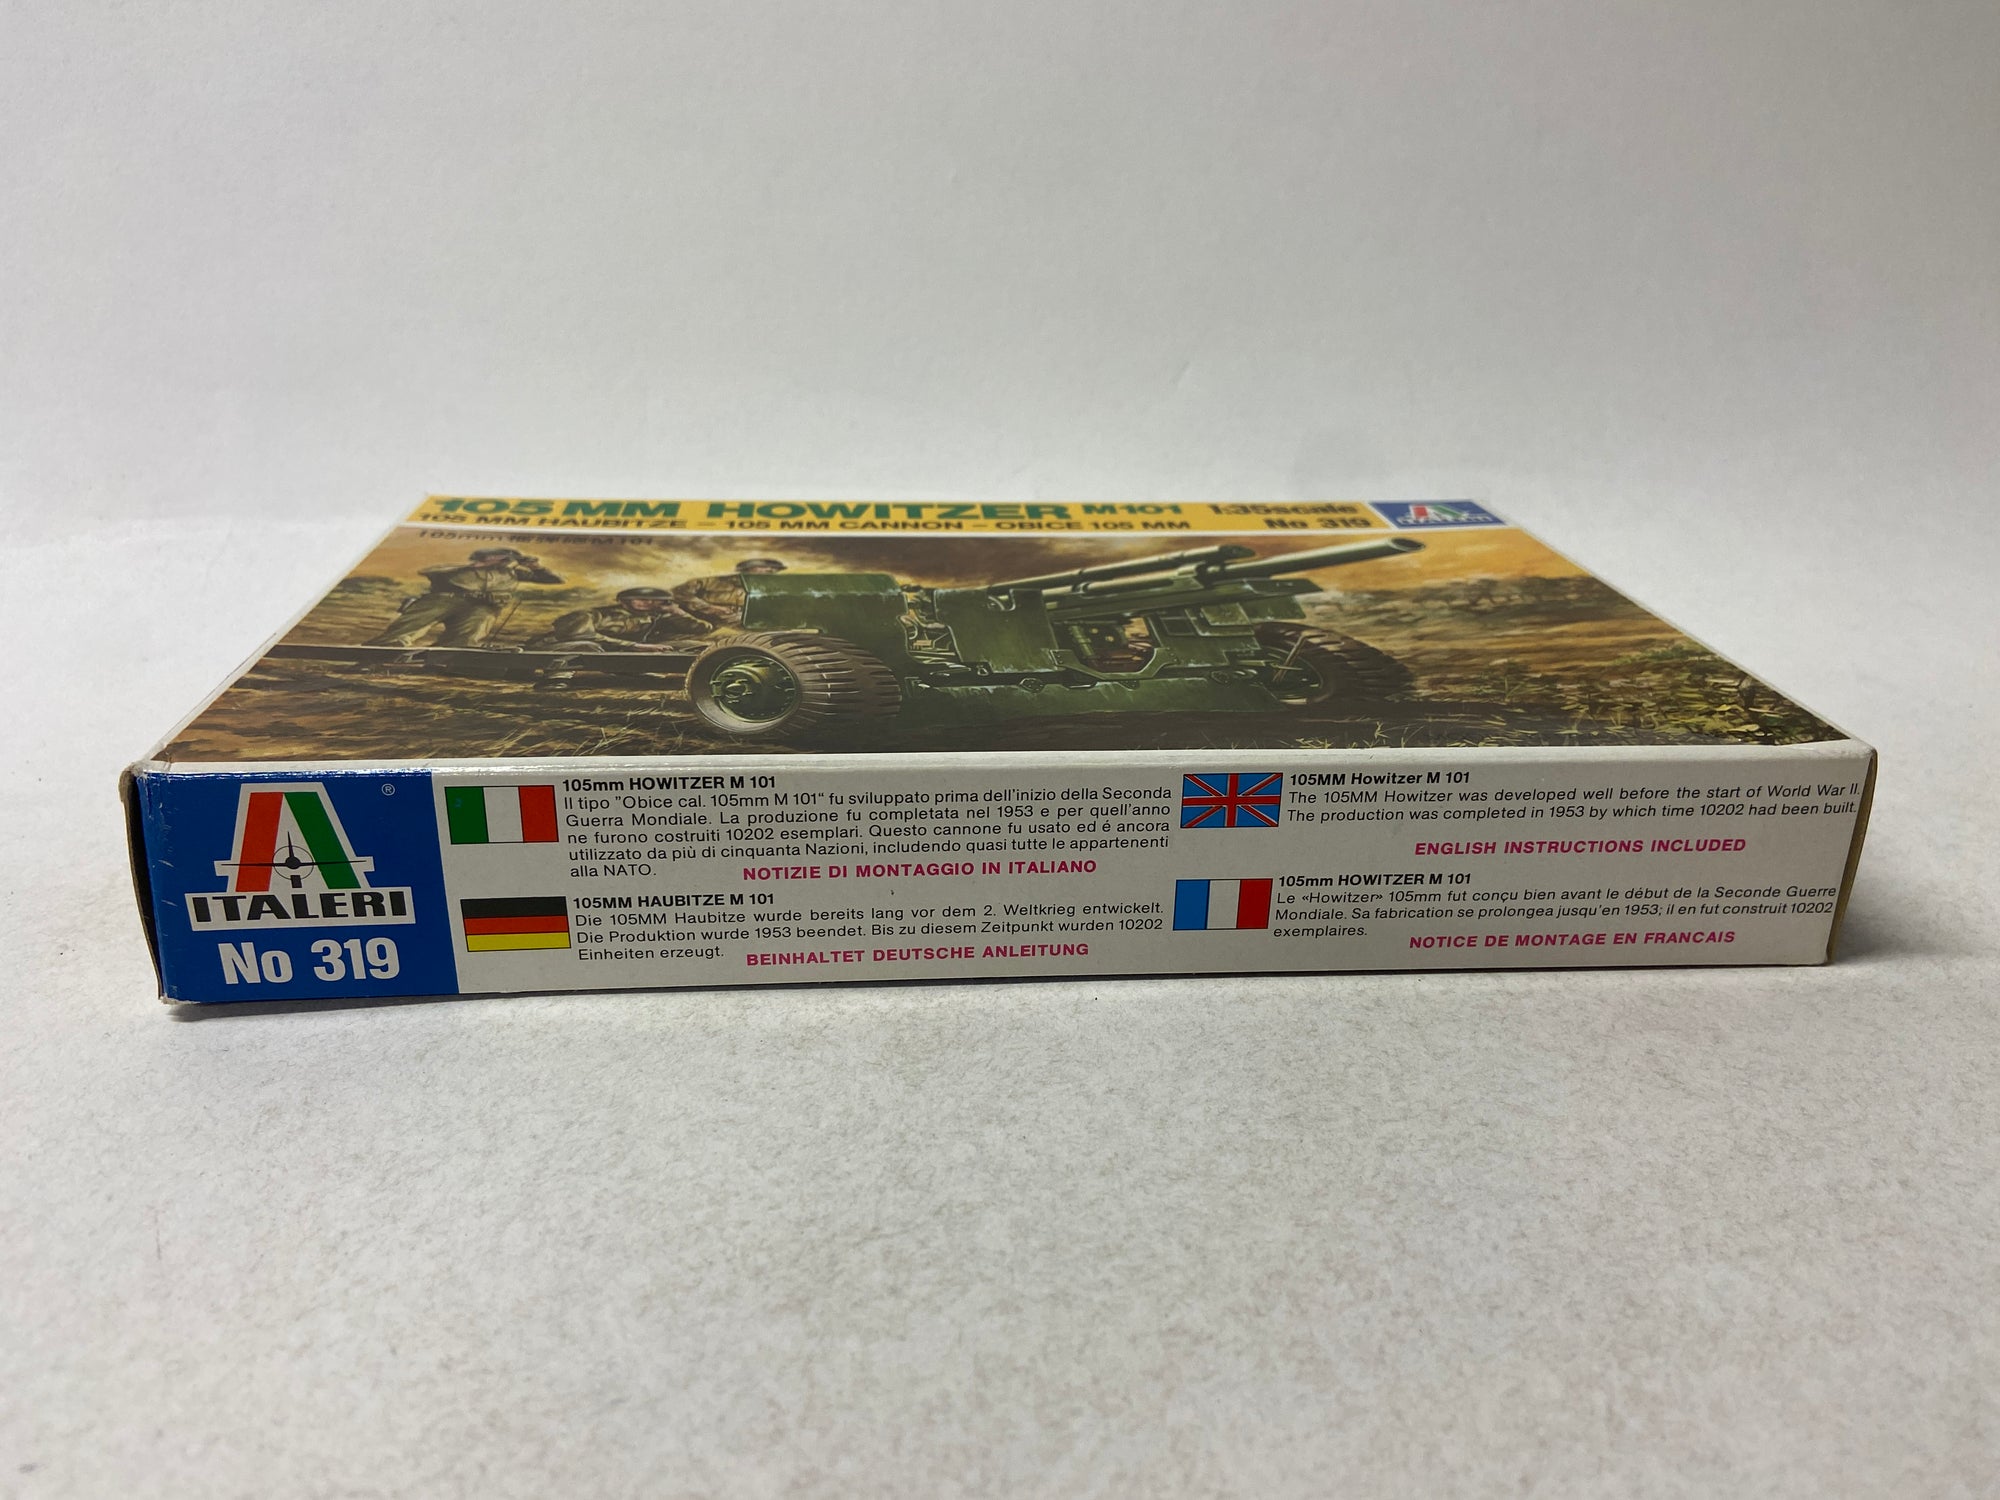 105 MM HOWITZER M101 1:35scale
105 MM HAUBITZE – 105 MM CANNON – OBICE 105 MM No 319
ITALERI
105mm M101
®
ITALERI
No 319
105mm HOWITZER M 101
Il tipo "Obice cal. 105mm M 101" fu sviluppato prima dell'inizio della Seconda
Guerra Mondiale. La produzione fu completata nel 1953 e per quell'anno
ne furono costruiti 10202 esemplari. Questo cannone fu usato ed é ancora
utilizzato da più di cinquanta Nazioni, includendo quasi tutte le appartenenti
alla NATO. NOTIZIE DI MONTAGGIO IN ITALIANO
105MM HAUBITZE M 101
Die 105MM Haubitze wurde bereits lang vor dem 2. Weltkrieg entwickelt.
Die Produktion wurde 1953 beendet. Bis zu diesem Zeitpunkt wurden 10202
Einheiten erzeugt. BEINHALTET DEUTSCHE ANLEITUNG
105MM Howitzer M 101
The 105MM Howitzer was developed well before the start of World War II.
The production was completed in 1953 by which time 10202 had been built.
ENGLISH INSTRUCTIONS INCLUDED
105mm HOWITZER M 101
Le «Howitzer» 105mm fut conçu bien avant le début de la Seconde Guerre
Mondiale. Sa fabrication se prolongea jusqu'en 1953; il en fut construit 10202
exemplaires. NOTICE DE MONTAGE EN FRANCAIS